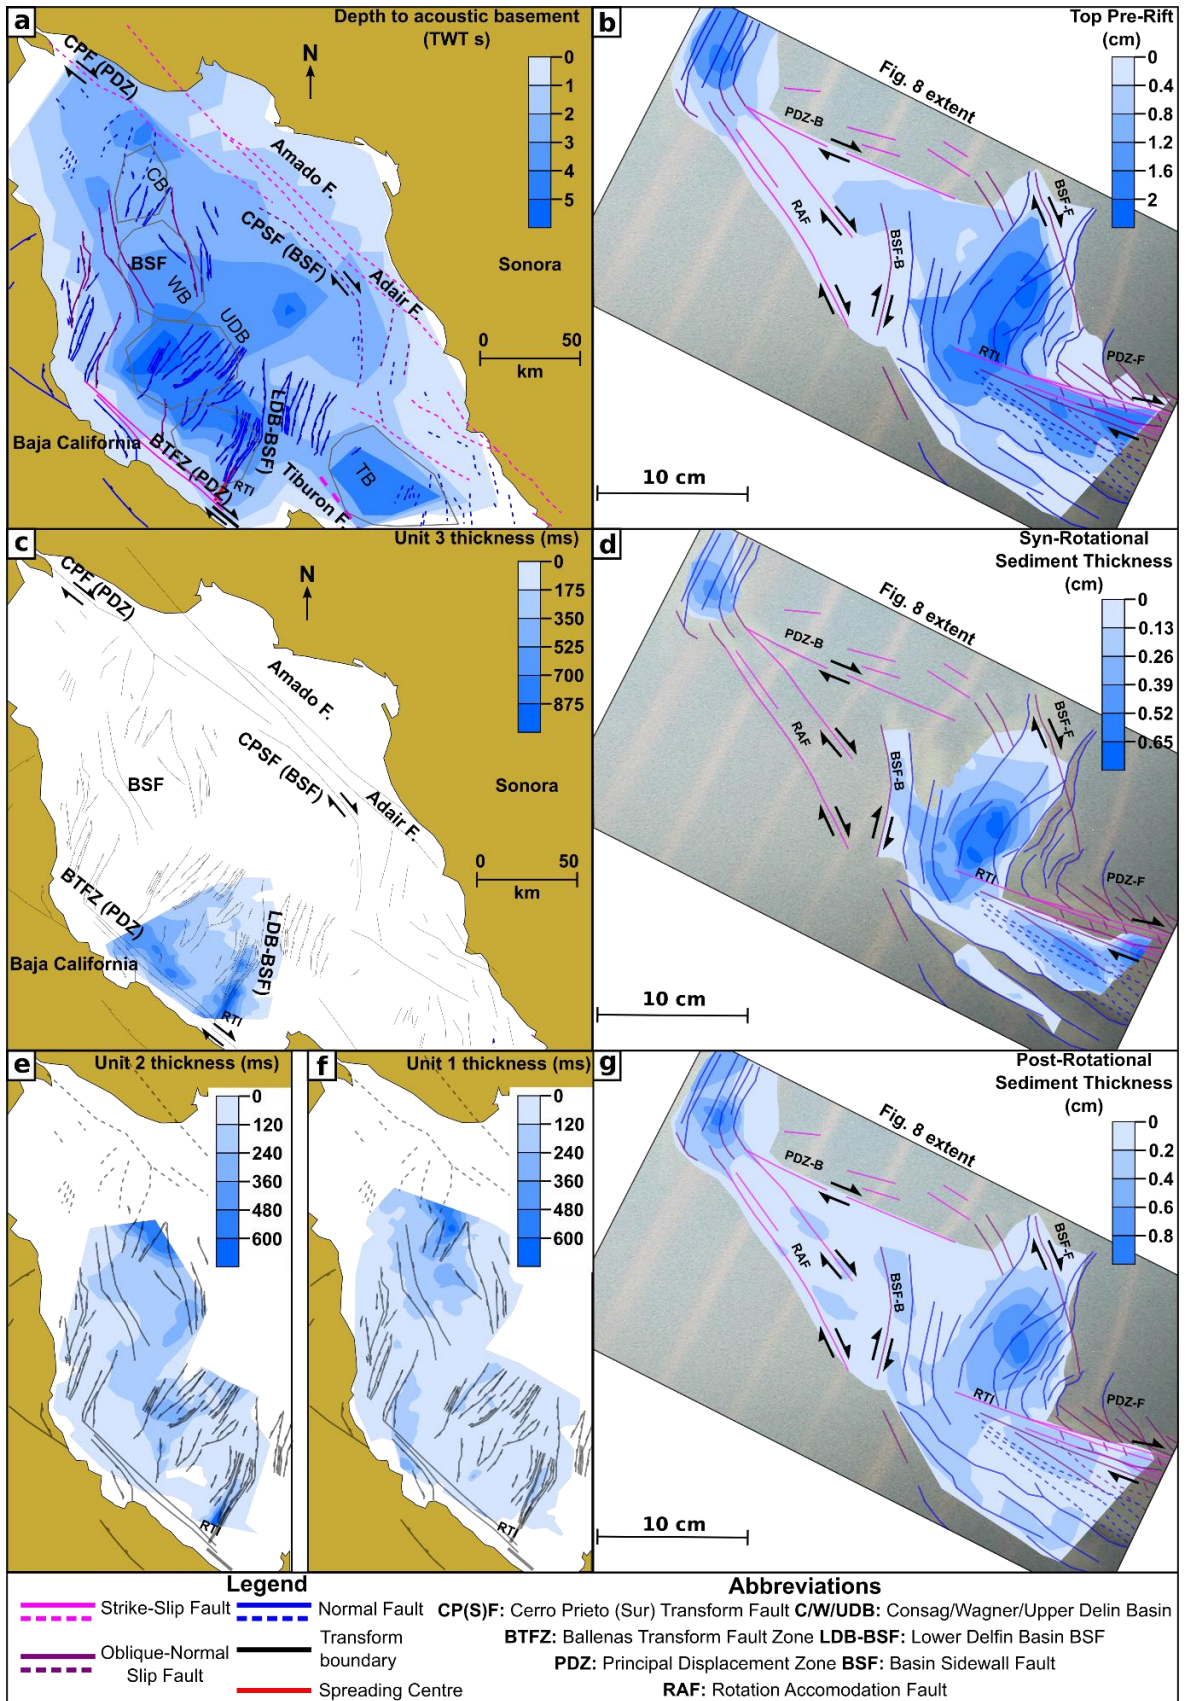 a
Depth to acoustic basement
(TWT s)
0
1
2
3
4
5
N
CPF (PDZ)
Amado F.
CB
CPSF (BSF)
BSF
WB
Adair F.
Sonora
UDB
0 50
km
LDB-BSF)
Baja California
BTFZ (PDZ)
RTI
Tiburon F.
TB
b
Top Pre-Rift
(cm)
0
0.4
0.8
1.2
1.6
2
Fig. 8 extent
PDZ-B
RAF
BSF-B
BSF-F
RTI
PDZ-F
10 cm
c
Unit 3 thickness (ms)
0
175
350
525
700
875
N
CPF (PDZ)
Amado F.
CPSF (BSF)
BSF
Adair F.
Sonora
0 50
km
BTFZ (PDZ)
LDB-BSF)
Baja California
RTI
d
Syn-Rotational
Sediment Thickness
(cm)
0
0.13
0.26
0.39
0.52
0.65
Fig. 8 extent
PDZ-B
RAF
BSF-B
BSF-F
RTI
PDZ-F
10 cm
e
Unit 2 thickness (ms)
0
120
240
360
480
600
RTI
f
Unit 1 thickness (ms)
0
120
240
360
480
600
RTI
g
Post-Rotational
Sediment Thickness
(cm)
0
0.2
0.4
0.6
0.8
Fig. 8 extent
PDZ-B
RAF
BSF-B
BSF-F
RTI
PDZ-F
10 cm
Legend
Strike-Slip Fault
Normal Fault
Oblique-Normal
Slip Fault
Transform
boundary
Spreading Centre
Abbreviations
CP(S)F: Cerro Prieto (Sur) Transform Fault C/W/UDB: Consag/Wagner/Upper Delin Basin
BTFZ: Ballenas Transform Fault Zone LDB-BSF: Lower Delfin Basin BSF
PDZ: Principal Displacement Zone BSF: Basin Sidewall Fault
RAF: Rotation Accomodation Fault